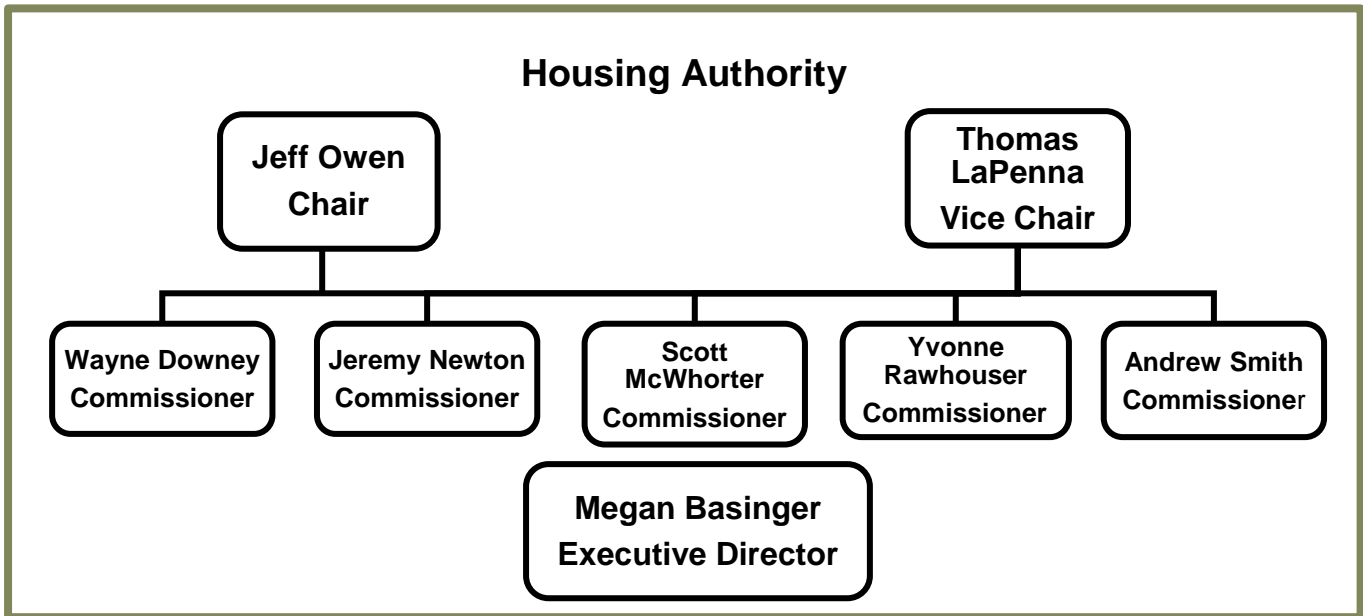 Housing Authority
Jeff Owen
Chair
Thomas
LaPenna
Vice Chair
Wayne Downey
Commissioner
Jeremy Newton
Commissioner
Scott
McWhorter
Commissioner
Yvonne
Rawhouser
Commissioner
Andrew Smith
Commissioner
Megan Basinger
Executive Director